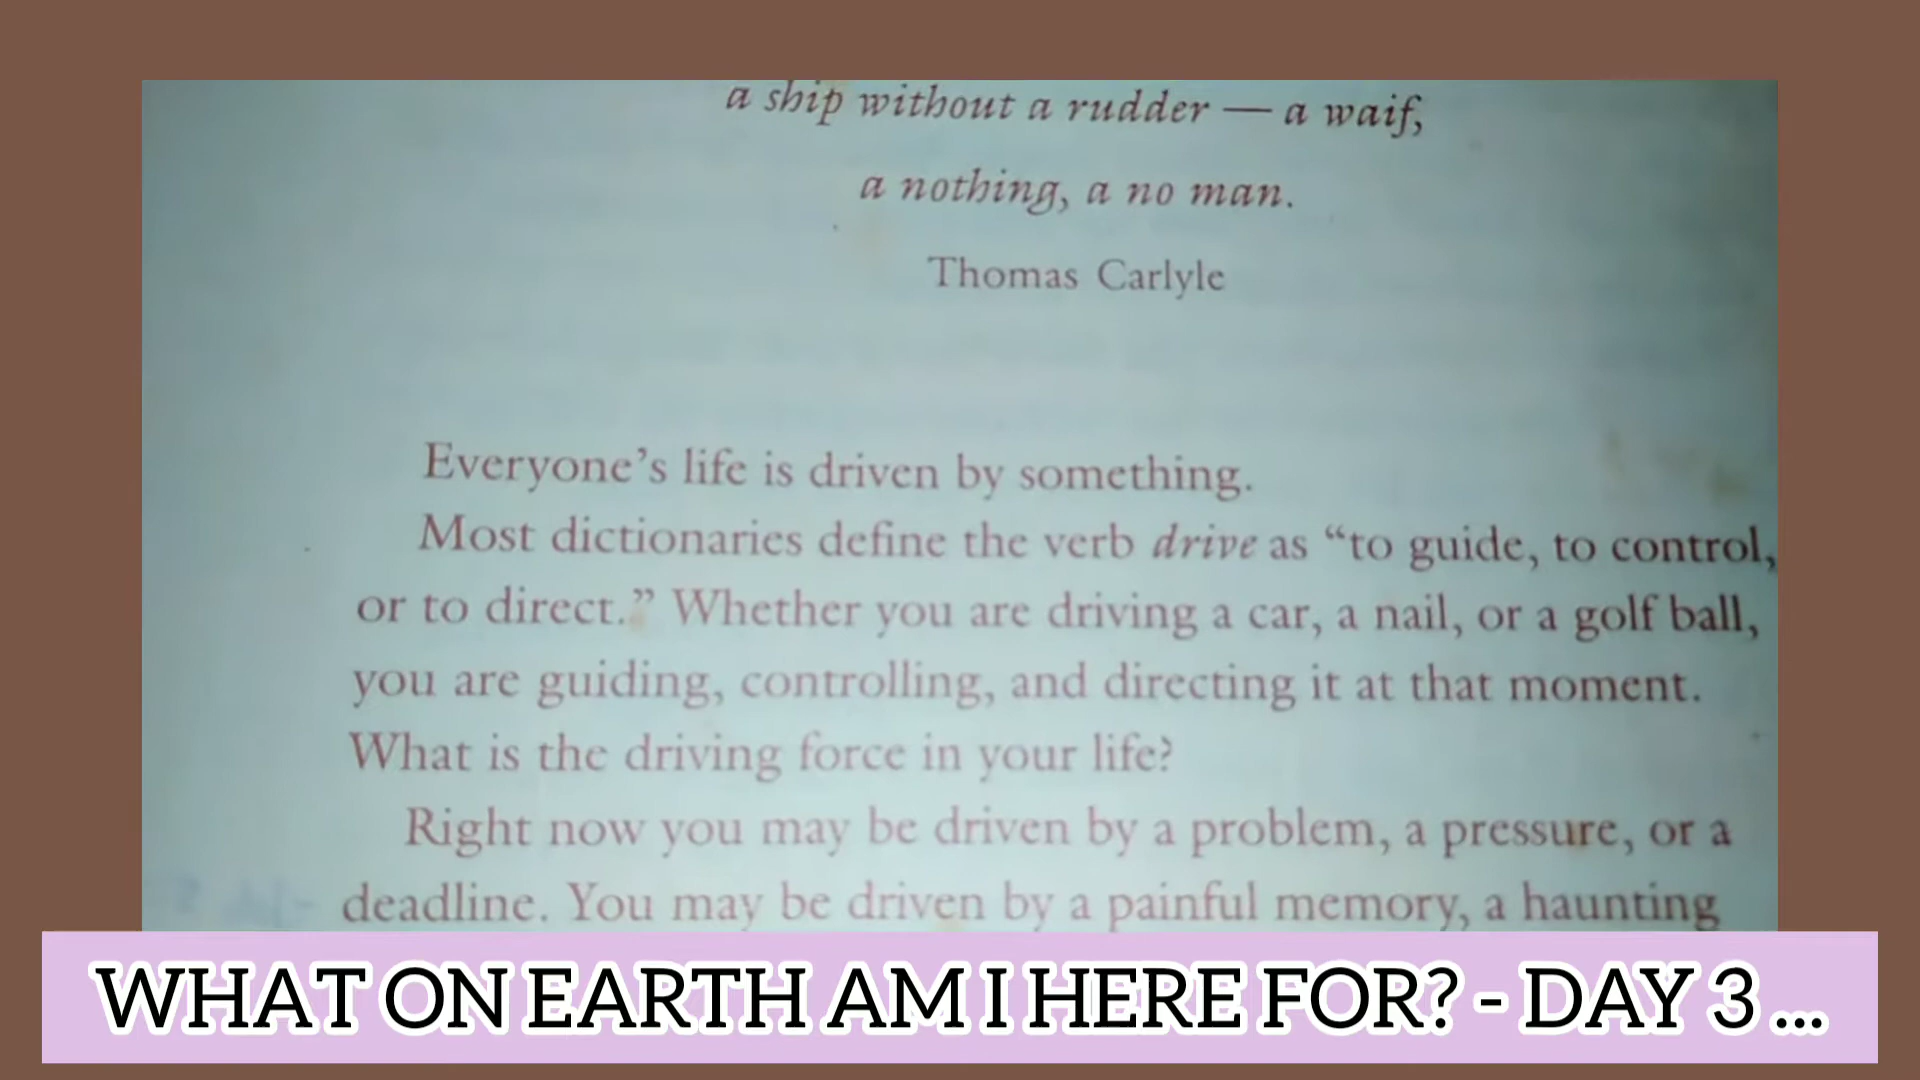 a ship without a rudder — a waif,
a nothing, a no man.
Thomas Carlyle
Everyone's life is driven by something.
Most dictionaries define the verb drive as “to guide, to control,
or to direct.” Whether you are driving a car, a nail, or a golf ball,
you are guiding, controlling, and directing it at that moment.
What is the driving force in your life?
Right now you may be driven by a problem, a pressure, or a
deadline. You may be driven by a painful memory, a haunting
WHAT ON EARTH AM I HERE FOR? - DAY 3 ...